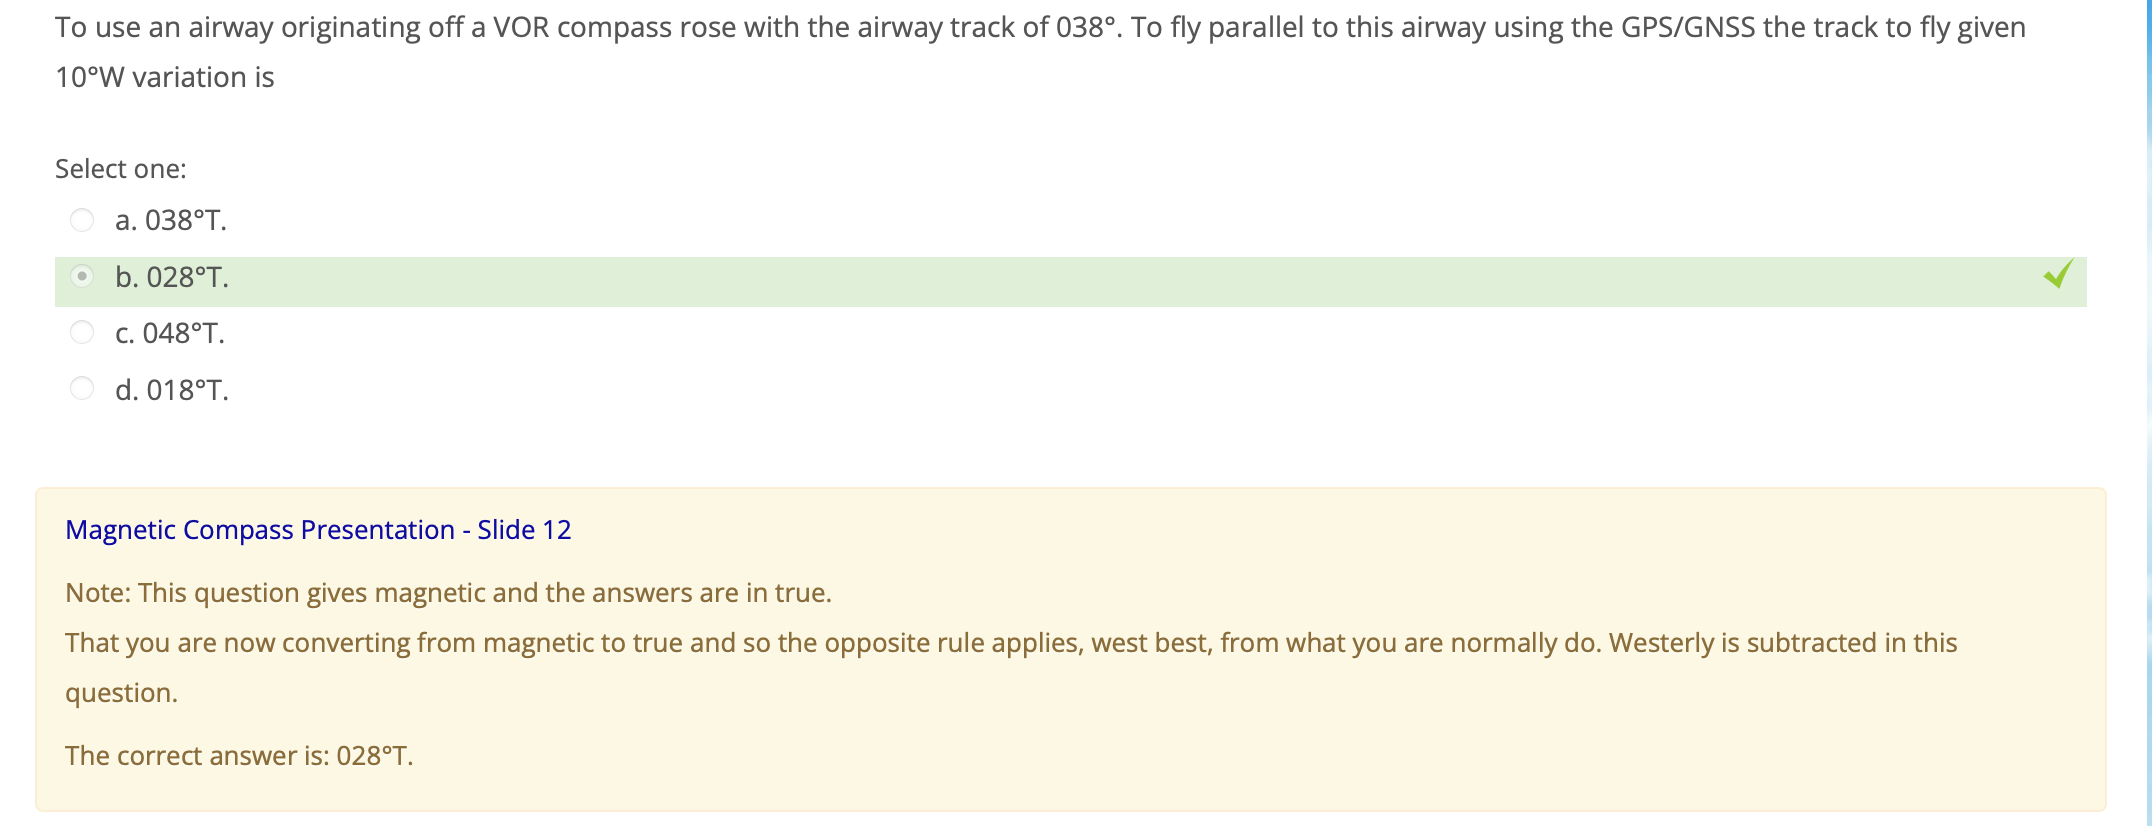 To use an airway originating off a VOR compass rose with the airway track of 038°. To fly parallel to this airway using the GPS/GNSS the track to fly given
10°W variation is
Select one:
a. 038°T.
b. 028°T.
c. 048°T.
d. 018°T.
Magnetic Compass Presentation - Slide 12
Note: This question gives magnetic and the answers are in true.
That you are now converting from magnetic to true and so the opposite rule applies, west best, from what you are normally do. Westerly is subtracted in this
question.
The correct answer is: 028°T.